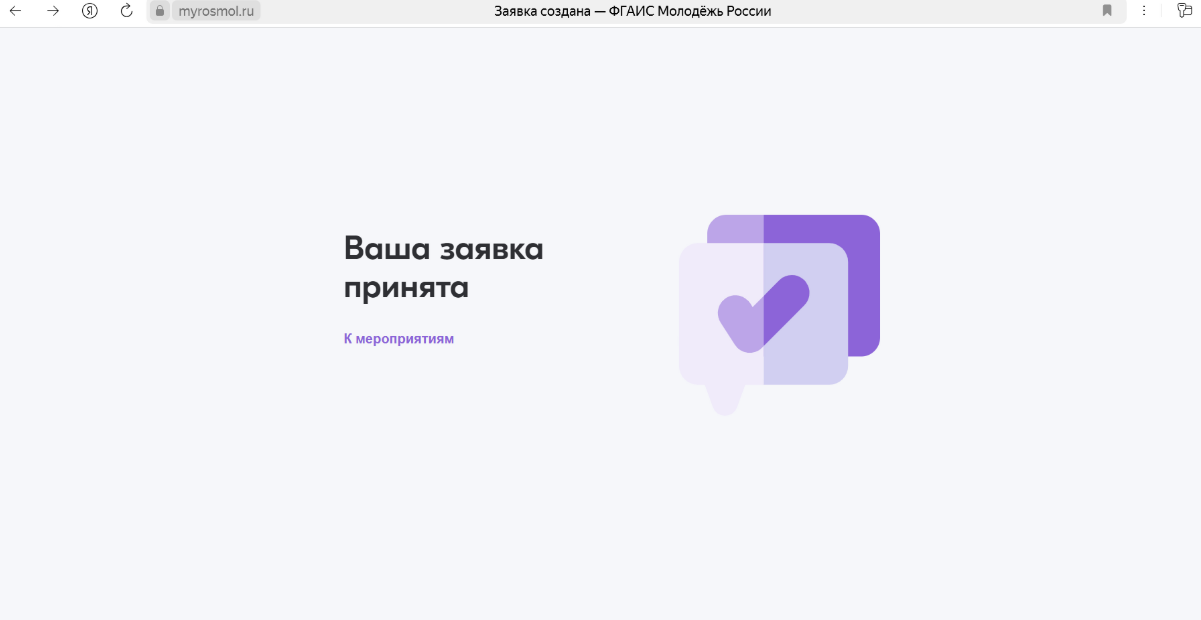 myrosmol.ru Заявка создана — ФГАИС Молодёжь России
Ваша заявка
принята
К мероприятиям